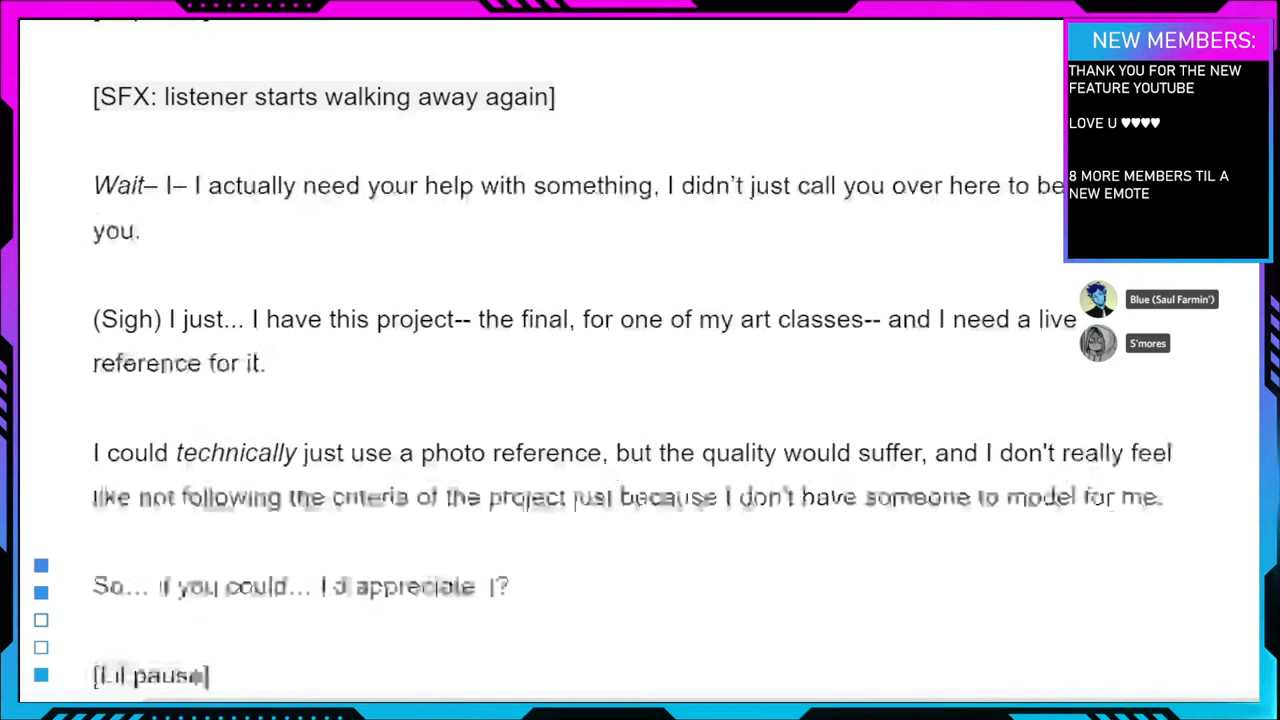 [SFX: listener starts walking away again]
Wait– I– I actually need your help with something, I didn’t just call you over here to be
you.
(Sigh) I just... I have this project-- the final, for one of my art classes-- and I need a live
reference for it.
I could technically just use a photo reference, but the quality would suffer, and I don't really feel
like not following the criteria of the project just because I don't have someone to model for me.
So... if you could... I'd appreciate it?
[Lil pause]
NEW MEMBERS:
THANK YOU FOR THE NEW
FEATURE YOUTUBE
LOVE U ♥♥♥♥
8 MORE MEMBERS TIL A
NEW EMOTE
Blue (Saul Farmin')
S'mores